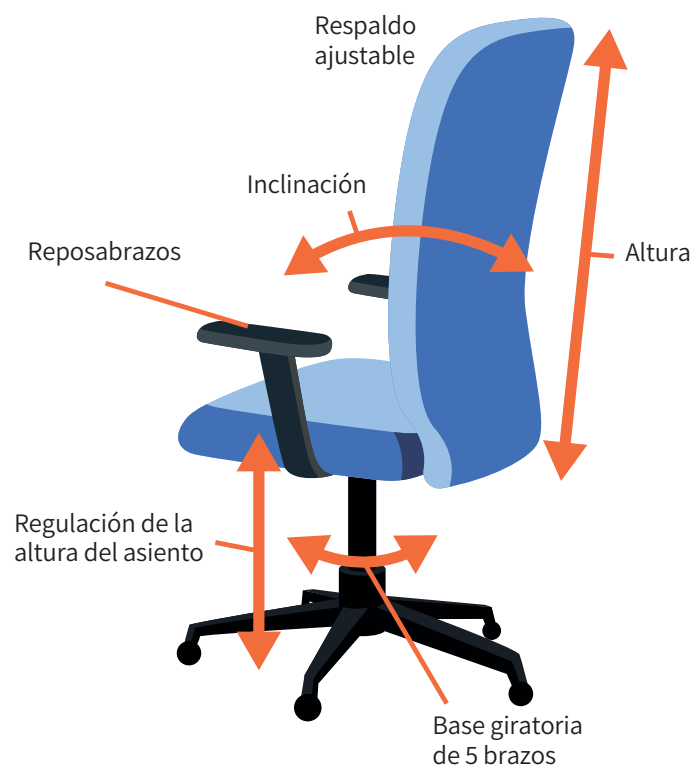 Respaldo
ajustable
Inclinación
Reposabrazos
Altura
Regulación de la
altura del asiento
Base giratoria
de 5 brazos